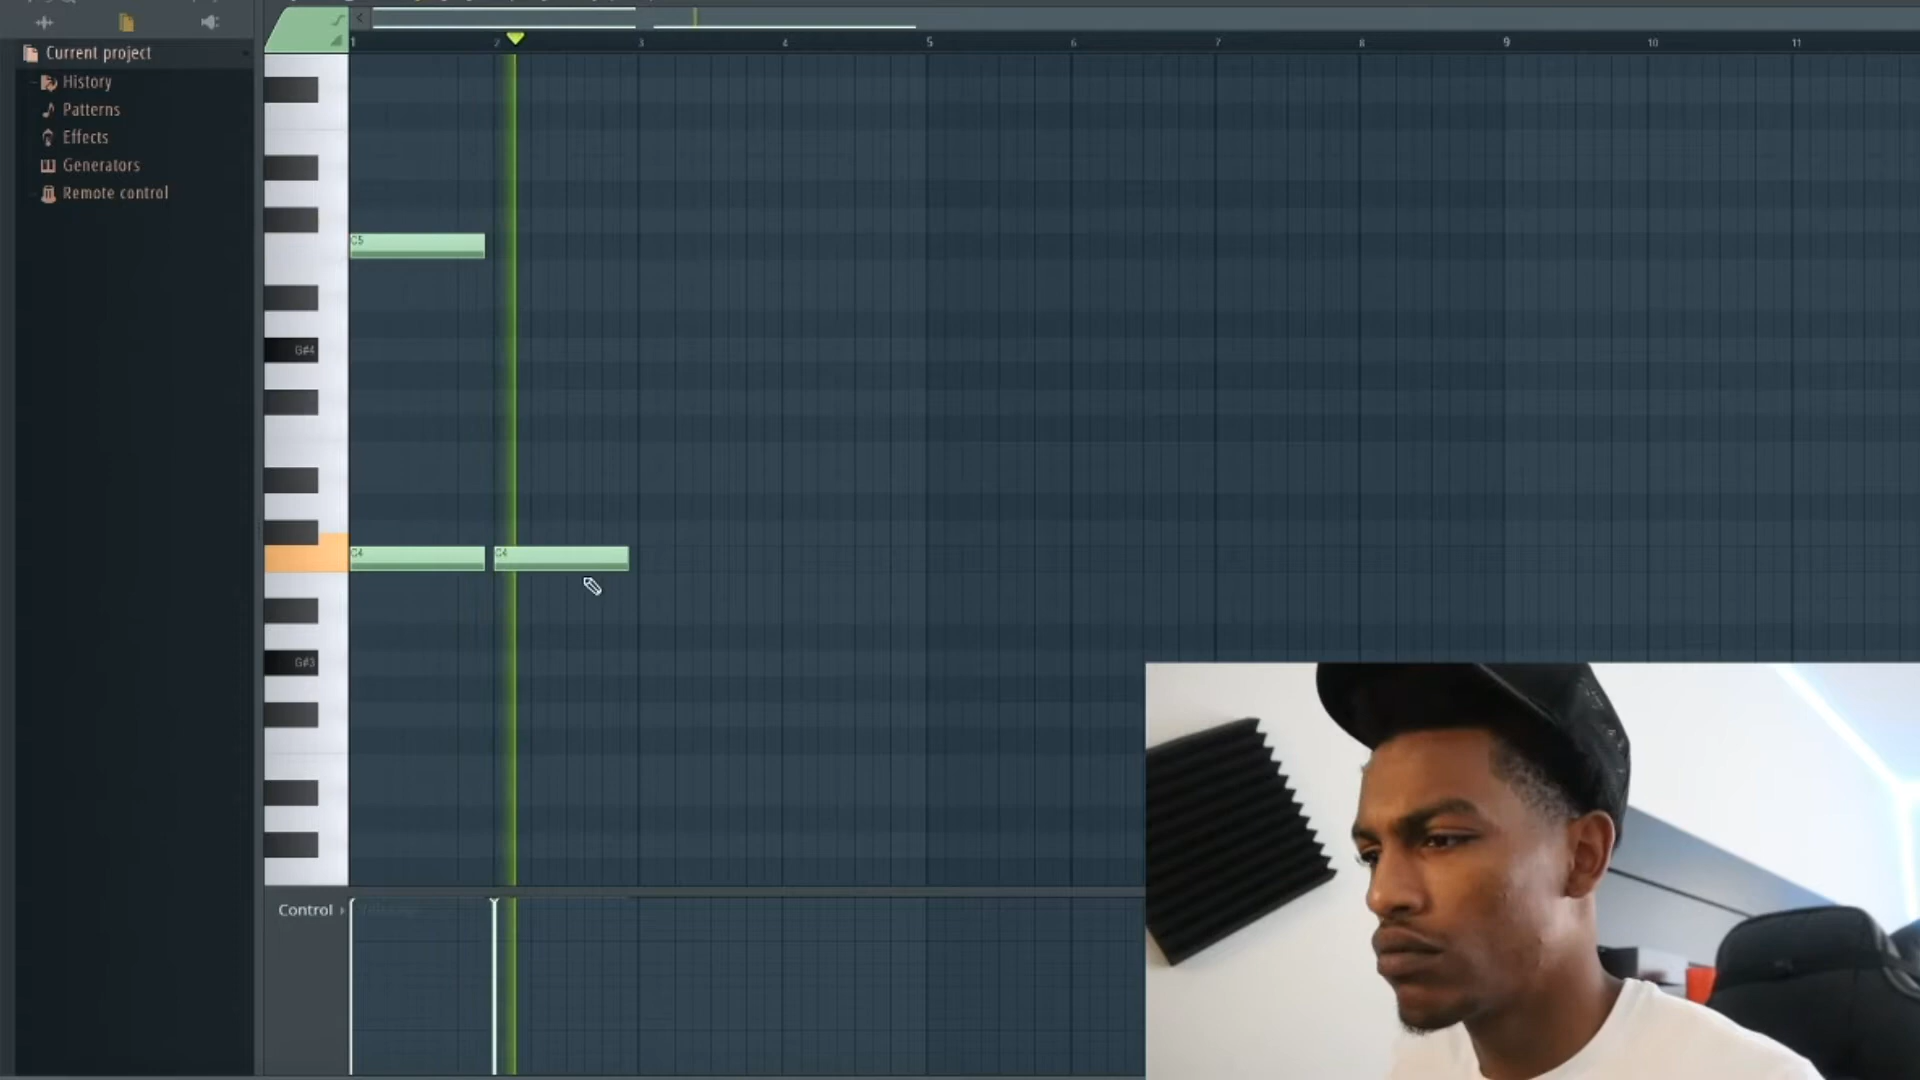 Current project
1 2 3 4 5 6 7 8 9 10 11
History
Patterns
Effects
Generators
Remote control
C5
G#4
C4 C4
G#3
Control